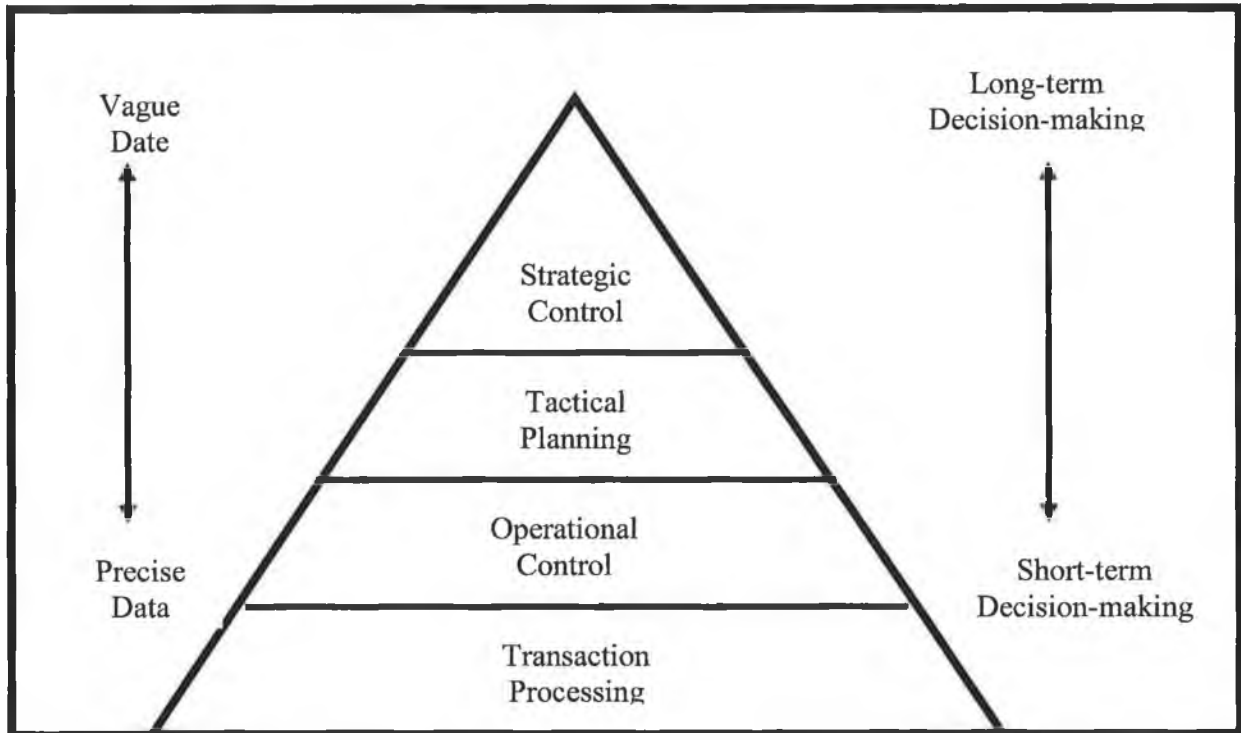 Vague
Date
Long-term
Decision-making
Strategic
Control
Tactical
Planning
Operational
Control
Precise
Data
Short-term
Decision-making
Transaction
Processing